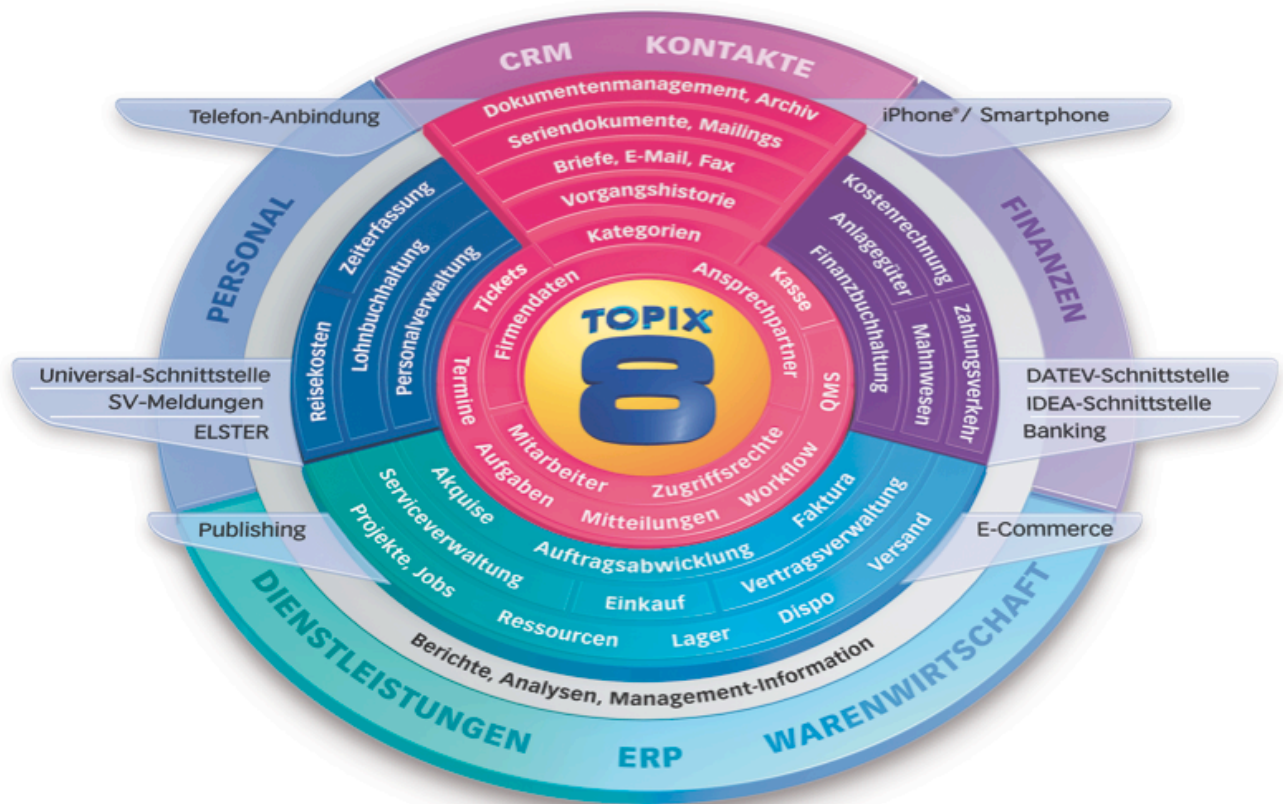 CRM KONTAKTE
Dokumentenmanagement, Archiv
Seriendokumente, Mailings
Briefe, E-Mail, Fax
Vorgangshistorie
Kategorien
Telefon-Anbindung
iPhone®/ Smartphone
PERSONAL
Zeiterfassung
Reisekosten
Lohnbuchhaltung
Personalverwaltung
FINANZEN
Kostenrechnung
Anlagegüter
Finanzbuchhaltung
Zahlungsverkehr
Mahnwesen
Tickets
Termine
Aufgaben
Mitteilungen
Workflow
QMS
Kasse
Firmendaten
Ansprechpartner
Mitarbeiter
Zugriffsrechte
TOPIX
8
Universal-Schnittstelle
SV-Meldungen
ELSTER
DATEV-Schnittstelle
IDEA-Schnittstelle
Banking
Akquise
Auftragsabwicklung
Faktura
Serviceverwaltung
Einkauf
Vertragsverwaltung
Projekte, Jobs
Ressourcen
Lager
Dispo
Versand
Publishing
E-Commerce
Berichte, Analysen, Management-Information
DIENSTLEISTUNGEN
ERP
WARENWIRTSCHAFT